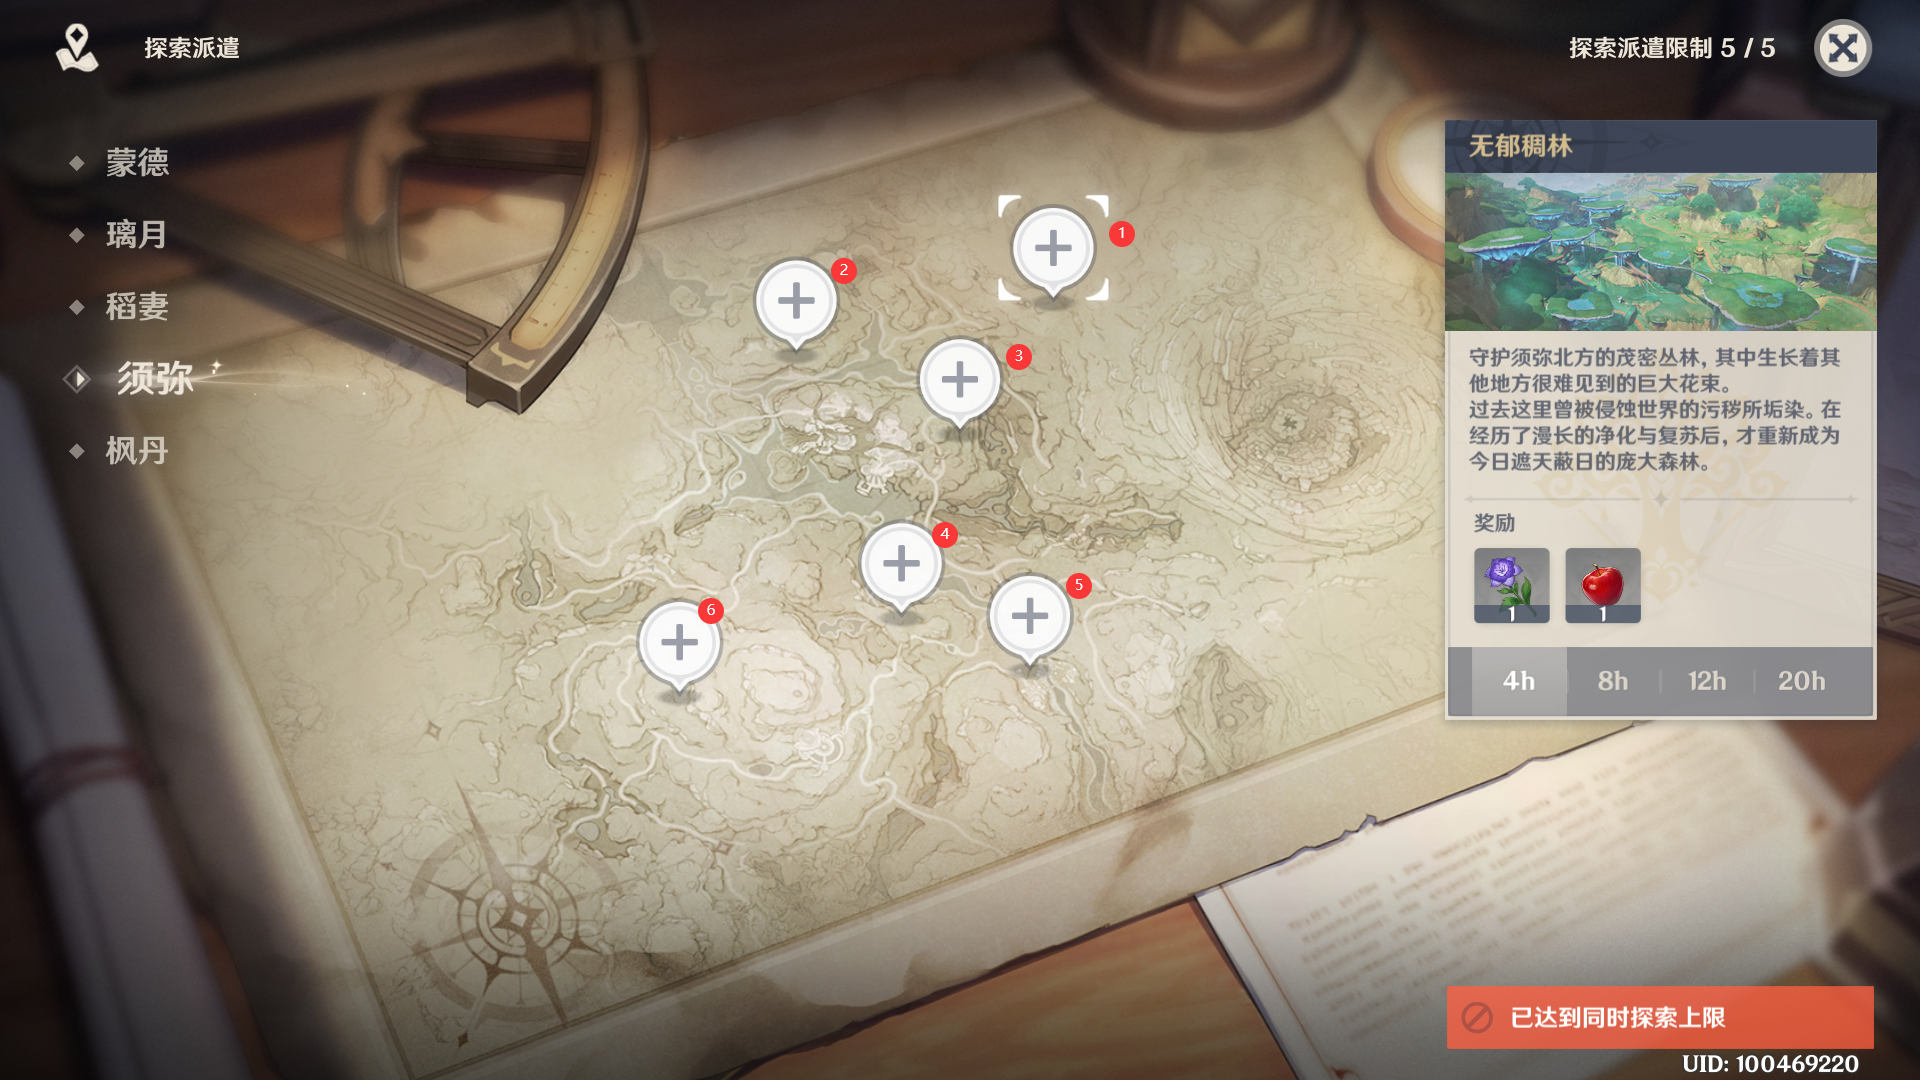 探索派遣
探索派遣限制 5 / 5
蒙德
璃月
稻妻
须弥
枫丹
1
2
3
4
5
6
无郁稠林
守护须弥北方的茂密丛林，其中生长着其
他地方很难见到的巨大花束。
过去这里曾被侵蚀世界的污秽所垢染。在
经历了漫长的净化与复苏后，才重新成为
今日遮天蔽日的庞大森林。
奖励
1 1
4h 8h 12h 20h
已达到同时探索上限
UID: 100469220